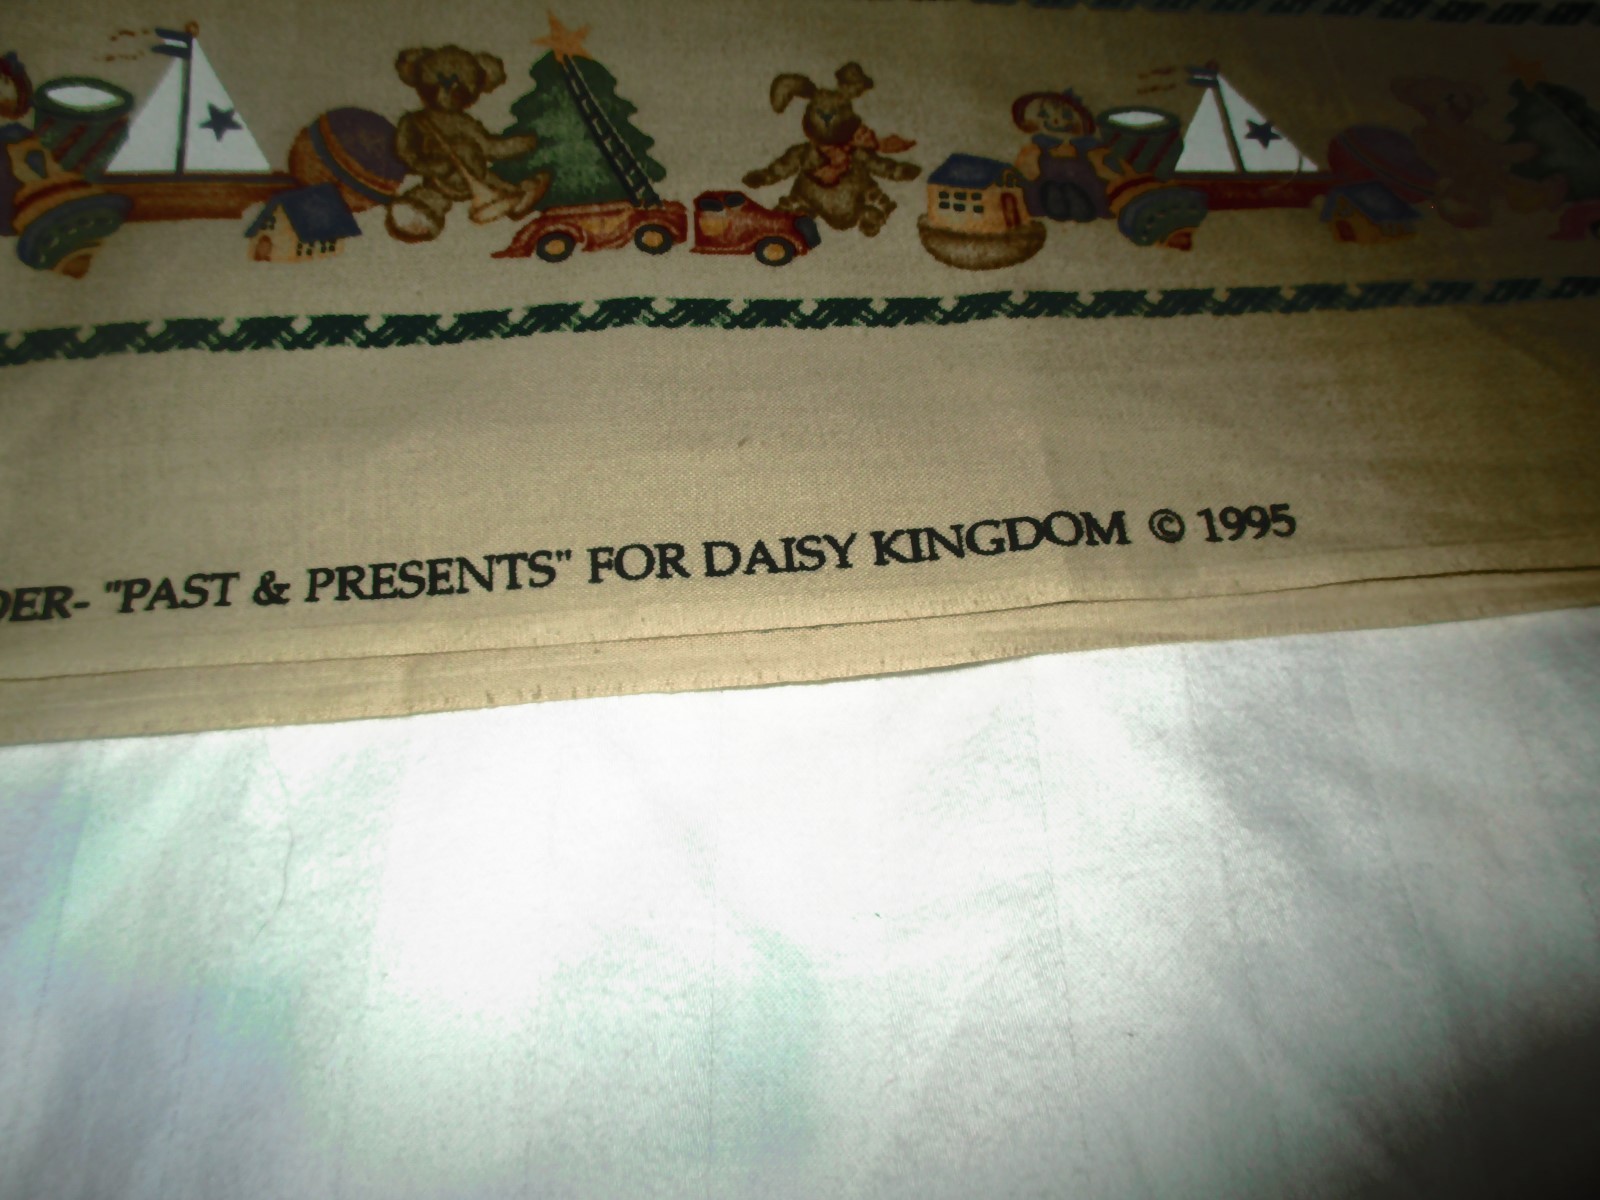 DER- "PAST & PRESENTS" FOR DAISY KINGDOM © 1995